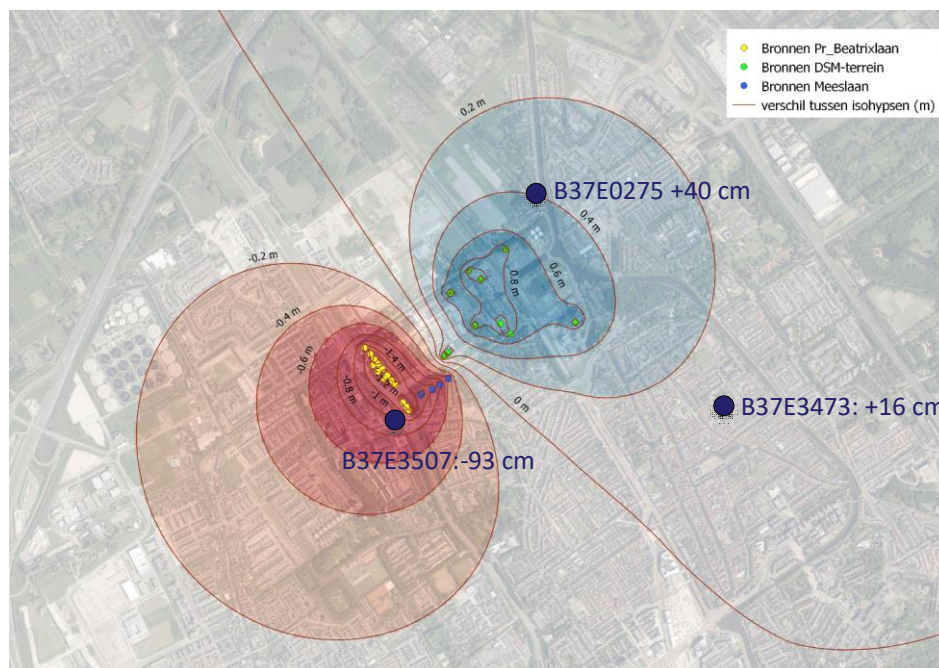 Bronnen Pr_Beatrixlaan
Bronnen DSM-terrein
Bronnen Meeslaan
verschil tussen isohypsen (m)
0.2 m
B37E0275 +40 cm
0.4 m
0.6 m
0.8 m
-0.2 m
-0.4 m
-0.6 m
-0.8 m
-1.4 m
-1 m
0 m
B37E3473: +16 cm
B37E3507:-93 cm